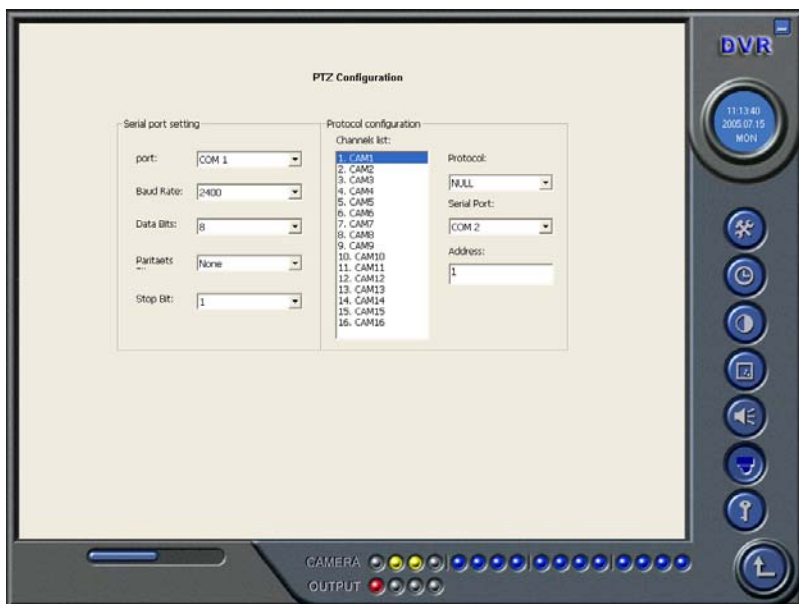 DVR
11:13:40
2005.07.15
MON
PTZ Configuration
Serial port setting
port:
COM 1
Baud Rate:
2400
Data Bits:
8
Paritaets
None
Stop Bit:
1
Protocol configuration
Channels list:
1. CAM1
2. CAM2
3. CAM3
4. CAM4
5. CAM5
6. CAM6
7. CAM7
8. CAM8
9. CAM9
10. CAM10
11. CAM11
12. CAM12
13. CAM13
14. CAM14
15. CAM15
16. CAM16
Protocol:
NULL
Serial Port:
COM 2
Address:
1
CAMERA
OUTPUT